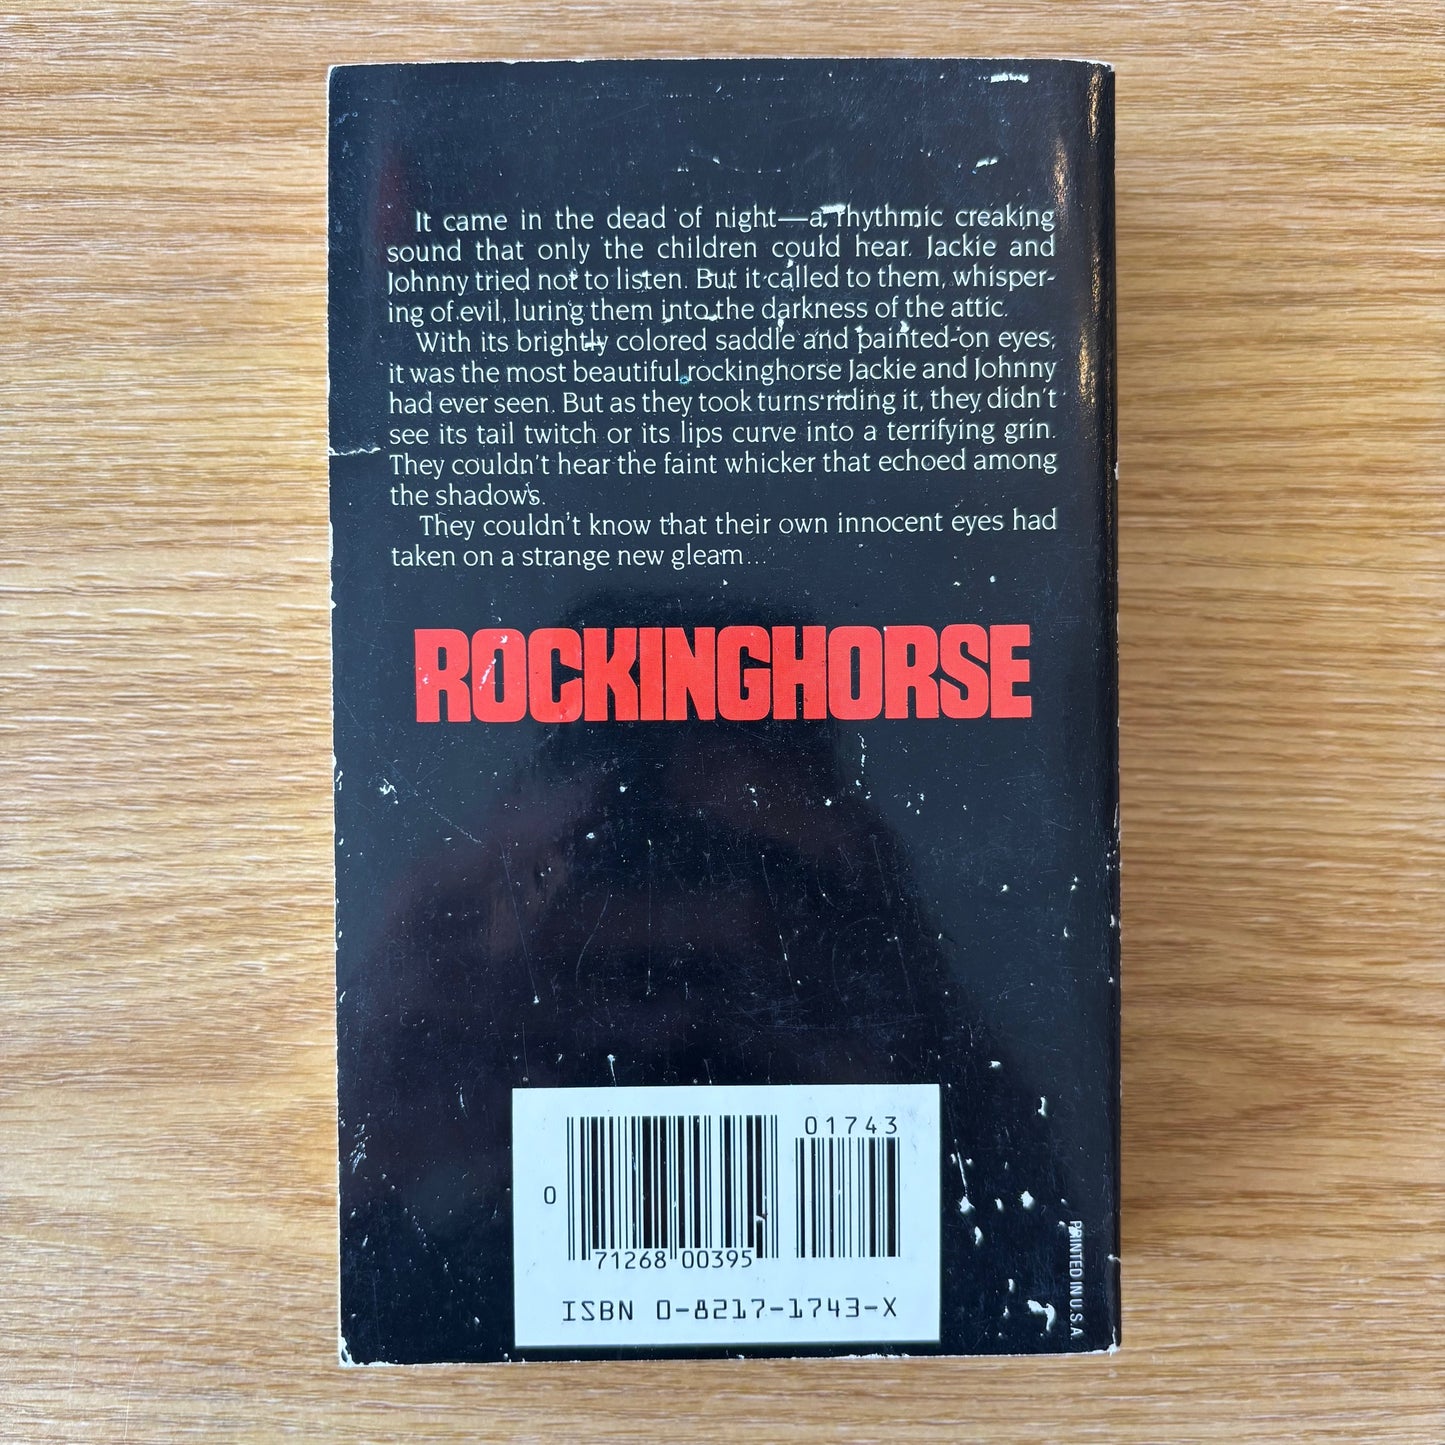 It came in the dead of night—a rhythmic creaking
sound that only the children could hear. Jackie and
Johnny tried not to listen. But it called to them, whisper-
ing of evil, luring them into the darkness of the attic.
With its brightly colored saddle and painted-on eyes,
it was the most beautiful rockinghorse Jackie and Johnny
had ever seen. But as they took turns riding it, they didn't
see its tail twitch or its lips curve into a terrifying grin.
They couldn't hear the faint whicker that echoed among
the shadows.
They couldn't know that their own innocent eyes had
taken on a strange new gleam...
ROCKINGHORSE
01743
0
71268 00395
ISBN 0-8217-1743-X
PRINTED IN U.S.A.